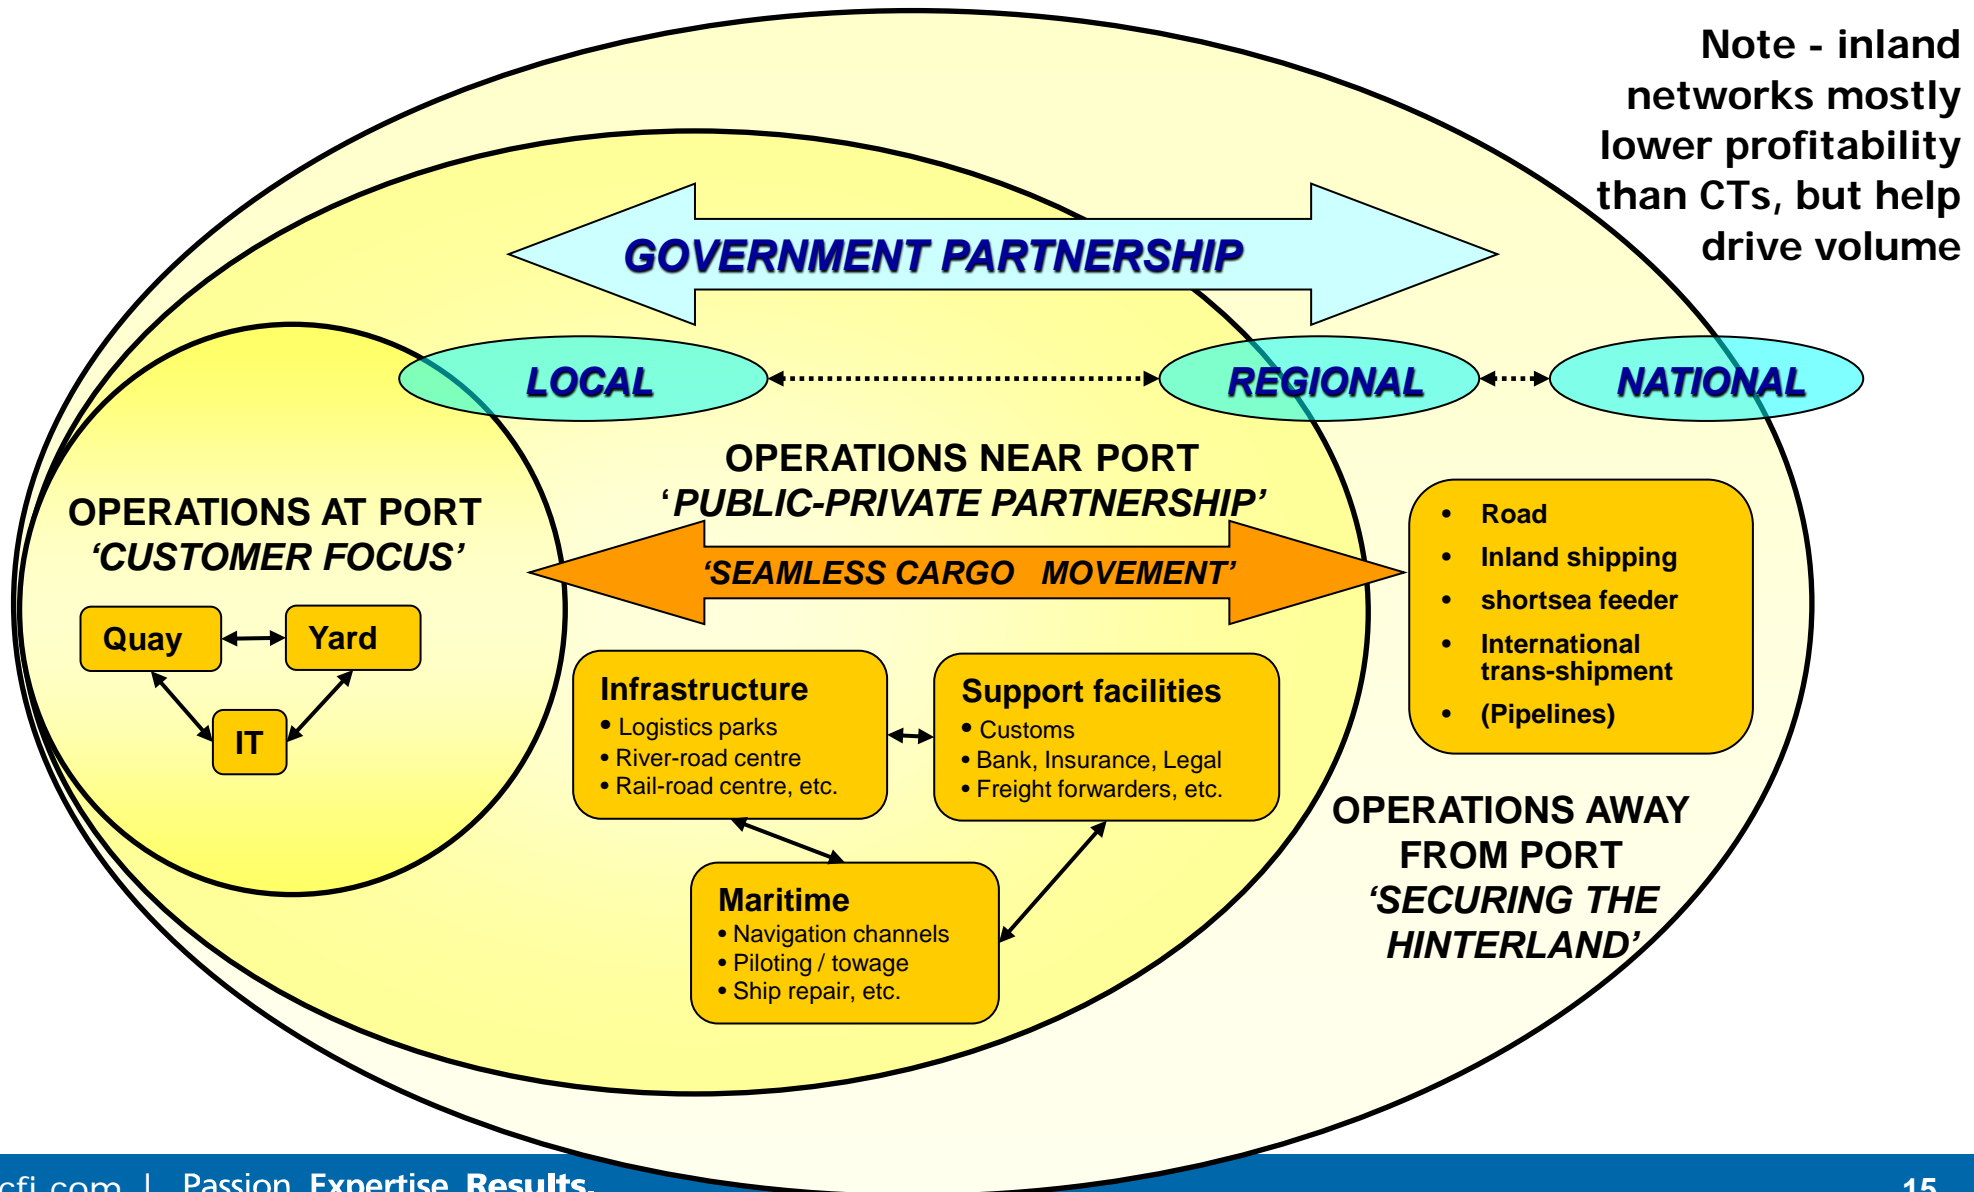 Note - inland
networks mostly
lower profitability
than CTs, but help
drive volume
GOVERNMENT PARTNERSHIP
LOCAL
REGIONAL
NATIONAL
OPERATIONS AT PORT
‘CUSTOMER FOCUS’
Quay
Yard
IT
OPERATIONS NEAR PORT
‘PUBLIC-PRIVATE PARTNERSHIP’
‘SEAMLESS CARGO MOVEMENT’
Infrastructure
• Logistics parks
• River-road centre
• Rail-road centre, etc.
Support facilities
• Customs
• Bank, Insurance, Legal
• Freight forwarders, etc.
Maritime
• Navigation channels
• Piloting / towage
• Ship repair, etc.
• Road
• Inland shipping
• shortsea feeder
• International
trans-shipment
• (Pipelines)
OPERATIONS AWAY
FROM PORT
‘SECURING THE
HINTERLAND’
cfi.com | Passion. Expertise. Results.
15